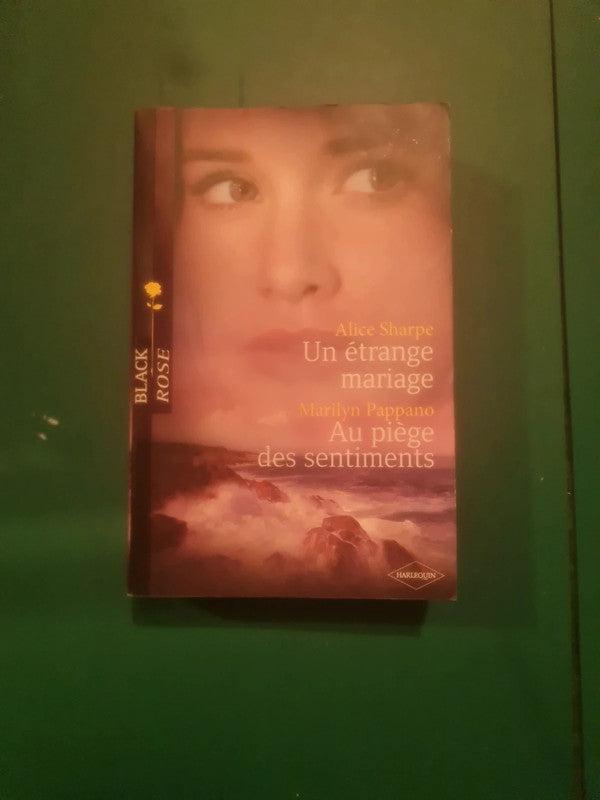 BLACK
ROSE
Alice Sharpe
Un étrange
mariage
Marilyn Pappano
Au piège
des sentiments
HARLEQUIN